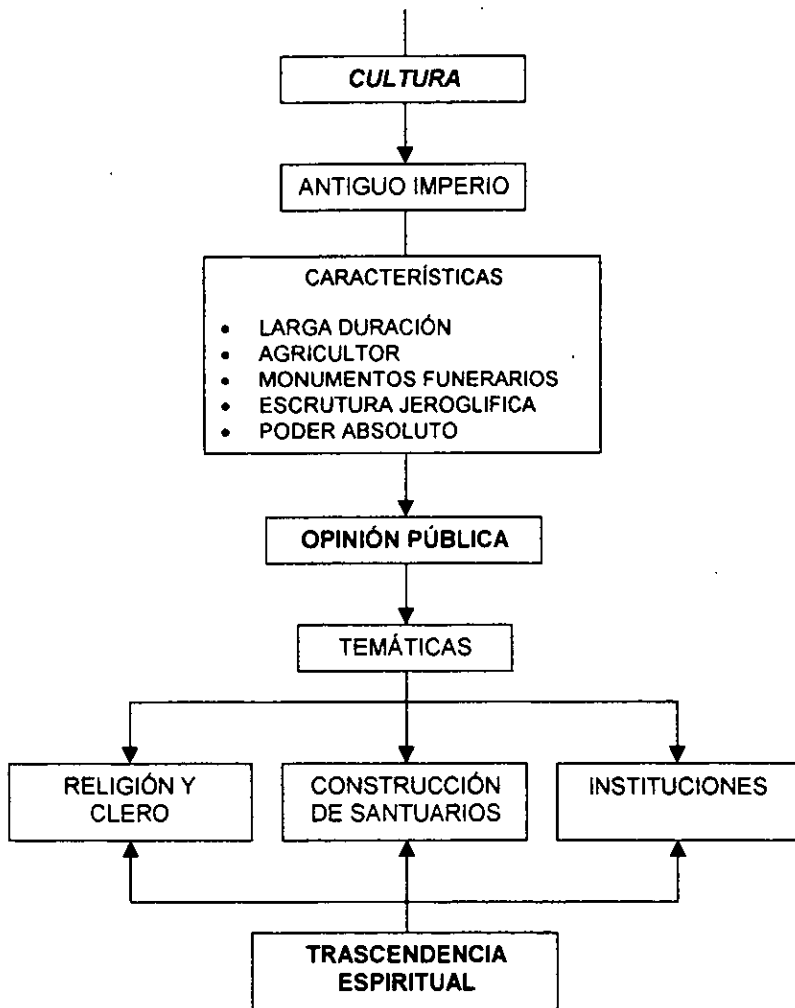 CULTURA
ANTIGUO IMPERIO
CARACTERÍSTICAS
• LARGA DURACIÓN
• AGRICULTOR
• MONUMENTOS FUNERARIOS
• ESCRUTURA JEROGLIFICA
• PODER ABSOLUTO
OPINIÓN PÚBLICA
TEMÁTICAS
RELIGIÓN Y
CLERO
CONSTRUCCIÓN
DE SANTUARIOS
INSTITUCIONES
TRASCENDENCIA
ESPIRITUAL